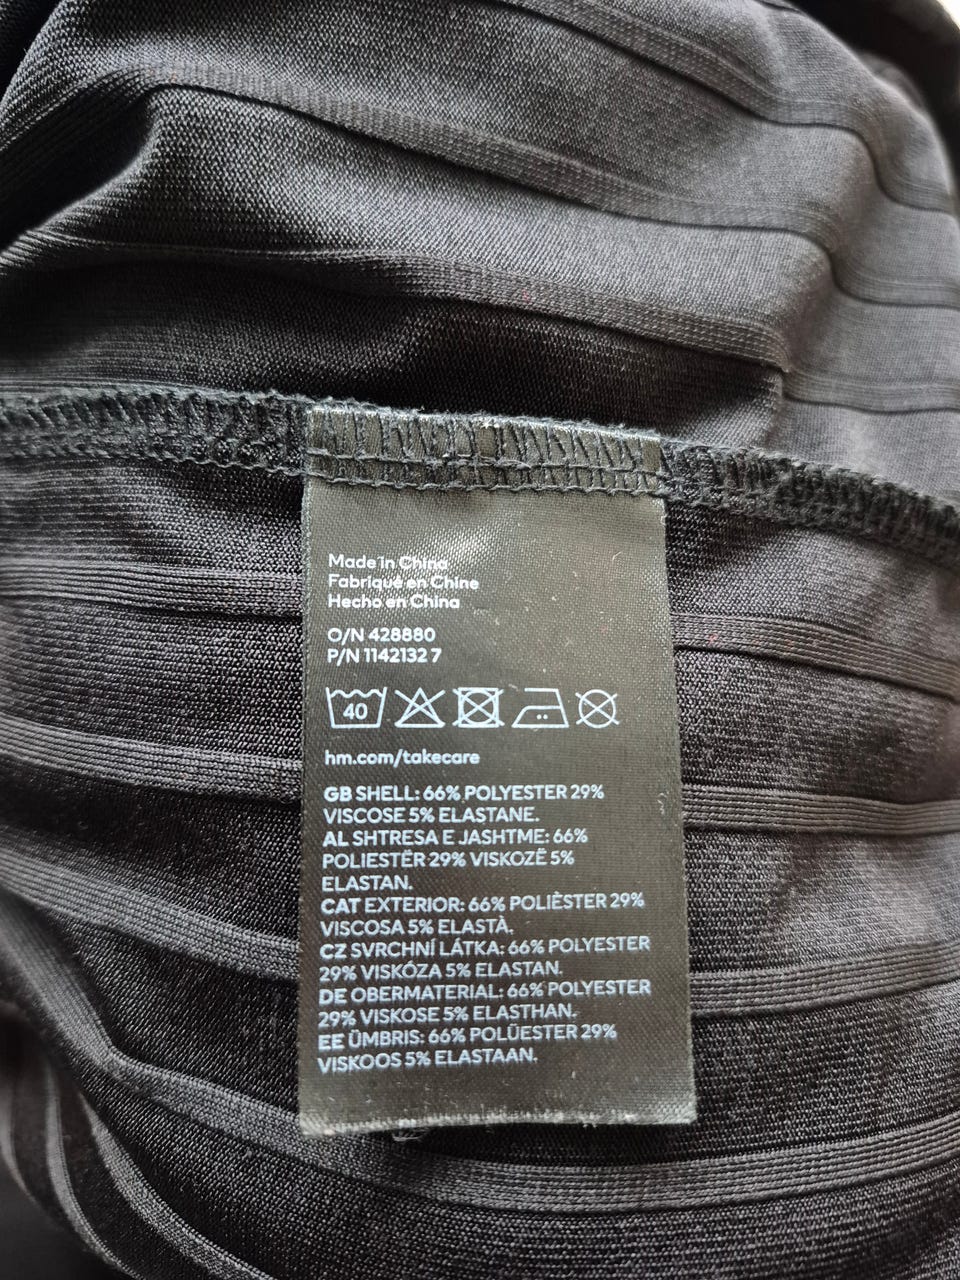 Made in China
Fabriqué en Chine
Hecho en China
O/N 428880
P/N 1142132 7
40
hm.com/takecare
GB SHELL: 66% POLYESTER 29%
VISCOSE 5% ELASTANE.
AL SHTRESA E JASHTME: 66%
POLIESTËR 29% VISKOZË 5%
ELASTAN.
CAT EXTERIOR: 66% POLIÈSTER 29%
VISCOSA 5% ELASTÀ.
CZ SVRCHNÍ LÁTKA: 66% POLYESTER
29% VISKÓZA 5% ELASTAN.
DE OBERMATERIAL: 66% POLYESTER
29% VISKOSE 5% ELASTHAN.
EE ÜMBRIS: 66% POLÜESTER 29%
VISKOOS 5% ELASTAAN.